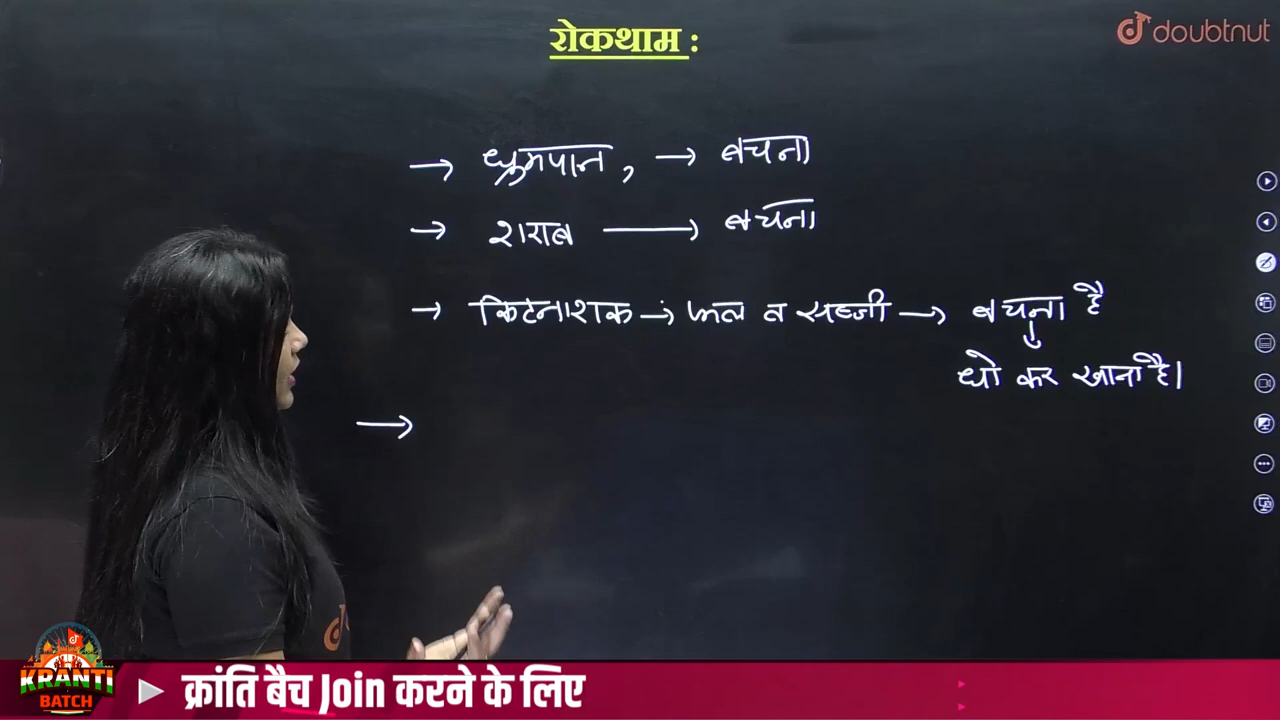 रोकथाम :
doubtnut
→ धूम्रपान, → बचना
→ शराब → बचना
→ किटनाशक → फल व सब्जी → बचना है
धो कर खाना है।
→
KRANTI
BATCH
क्रांति बैच Join करने के लिए